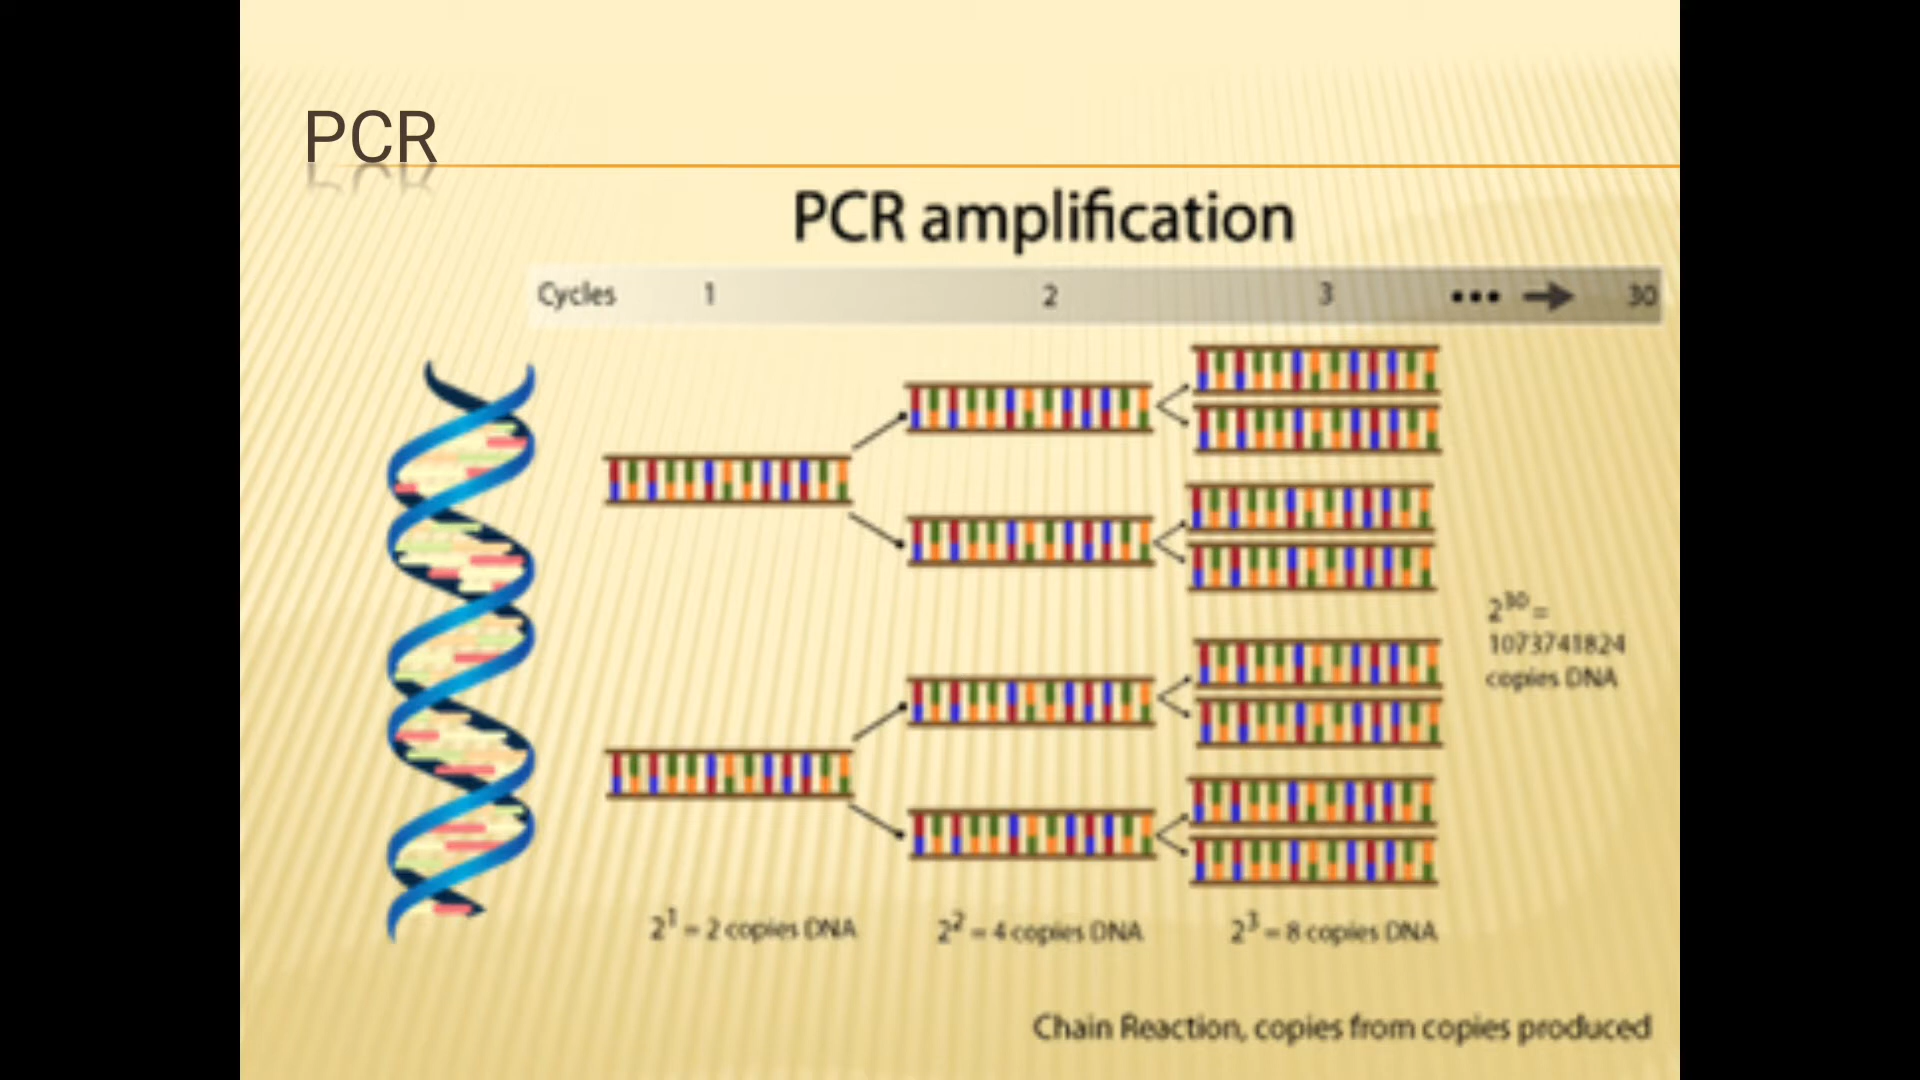 PCR
PCR amplification
Cycles 1 2 3 ••• → 30
2³⁰ =
1073741824
copies DNA
2¹ = 2 copies DNA 2² = 4 copies DNA 2³ = 8 copies DNA
Chain Reaction, copies from copies produced